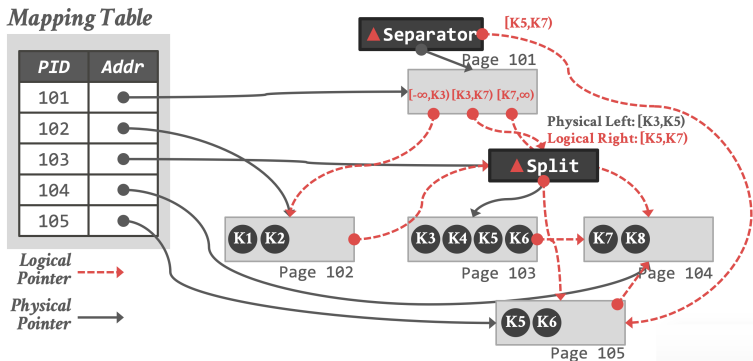 Mapping Table
PID Addr
101
102
103
104
105
Logical
Pointer
Physical
Pointer
▲Separator
[K5,K7)
Page 101
[-∞,K3) [K3,K7) [K7,∞)
Physical Left: [K3,K5)
Logical Right: [K5,K7)
▲Split
K1 K2
Page 102
K3 K4 K5 K6
Page 103
K7 K8
Page 104
K5 K6
Page 105